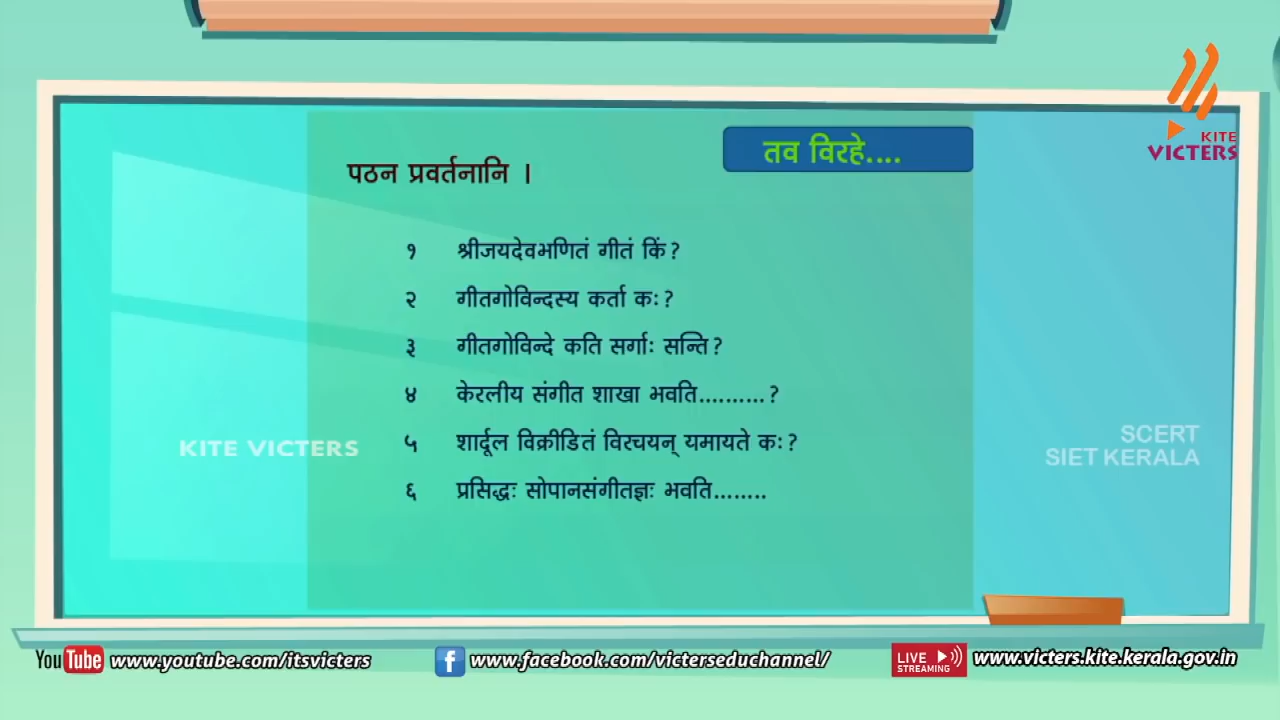 तव विरहे....
KITE
VICTERS
पठन प्रवर्तनानि ।
१ श्रीजयदेवभणितं गीतं किं?
२ गीतगोविन्दस्य कर्ता कः?
३ गीतगोविन्दे कति सर्गाः सन्ति?
४ केरलीय संगीत शाखा भवति..........?
५ शार्दूल विक्रीडितं विरचयन् यमायते कः?
६ प्रसिद्धः सोपानसंगीतज्ञः भवति........
KITE VICTERS
SCERT
SIET KERALA
YouTube www.youtube.com/itsvicters
f www.facebook.com/victerseduchannel/
LIVE
STREAMING
www.victers.kite.kerala.gov.in